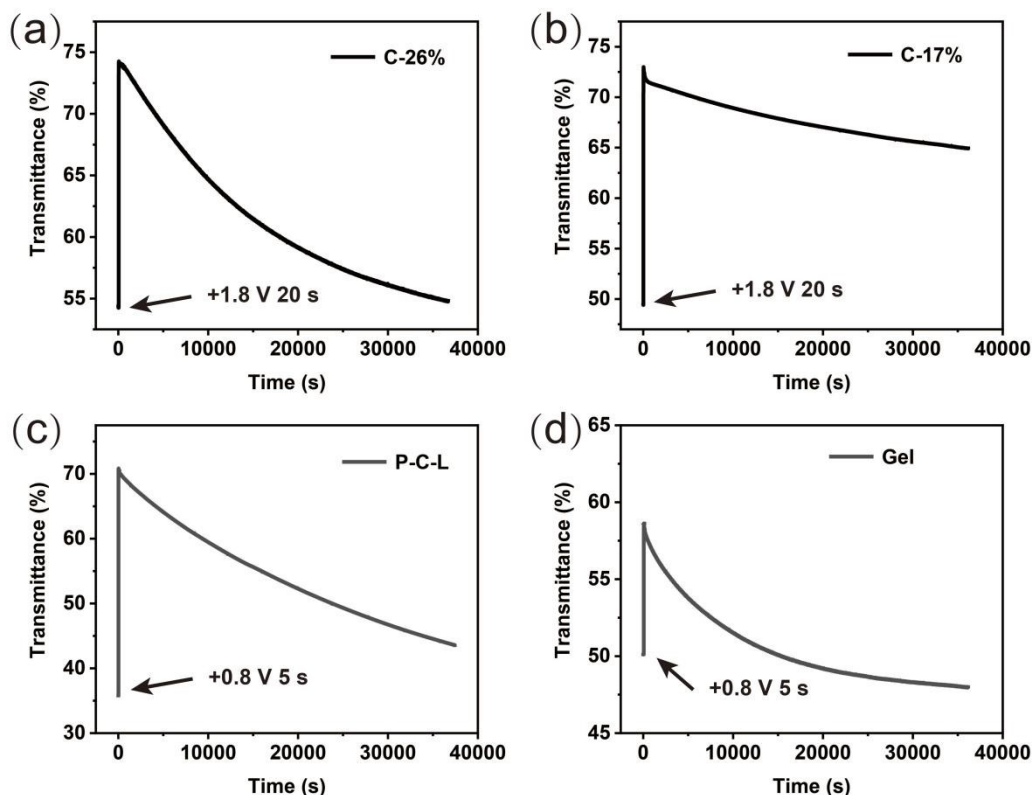 (a)
C-26%
Transmittance (%)
75
70
65
60
55
+1.8 V 20 s
0 10000 20000 30000 40000
Time (s)
(b)
C-17%
Transmittance (%)
75
70
65
60
55
50
+1.8 V 20 s
0 10000 20000 30000 40000
Time (s)
(c)
P-C-L
Transmittance (%)
70
60
50
40
30
+0.8 V 5 s
0 10000 20000 30000 40000
Time (s)
(d)
Gel
Transmittance (%)
65
60
55
50
45
+0.8 V 5 s
0 10000 20000 30000 40000
Time (s)